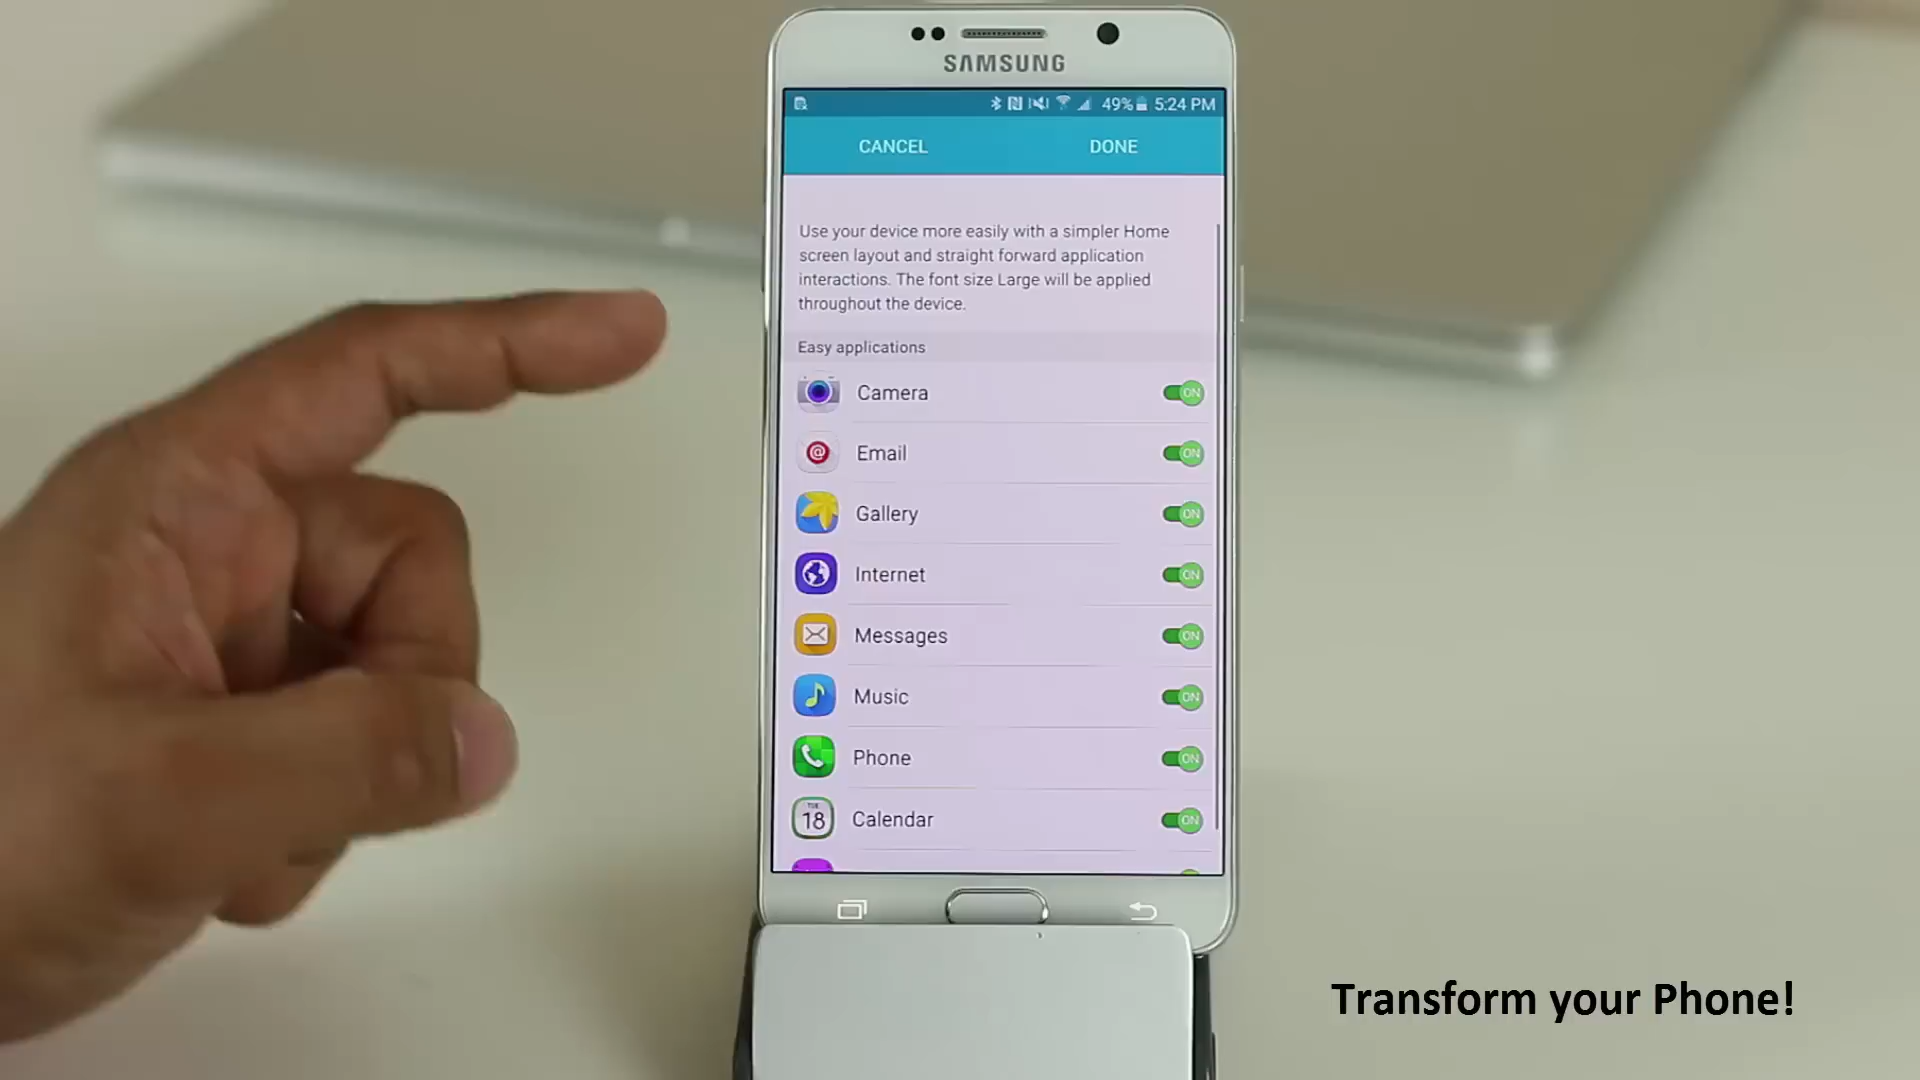 SAMSUNG
49% 5:24 PM
CANCEL DONE
Use your device more easily with a simpler Home
screen layout and straight forward application
interactions. The font size Large will be applied
throughout the device.
Easy applications
Camera ON
@ Email ON
Gallery ON
Internet ON
Messages ON
Music ON
Phone ON
TUE
18 Calendar ON
Transform your Phone!